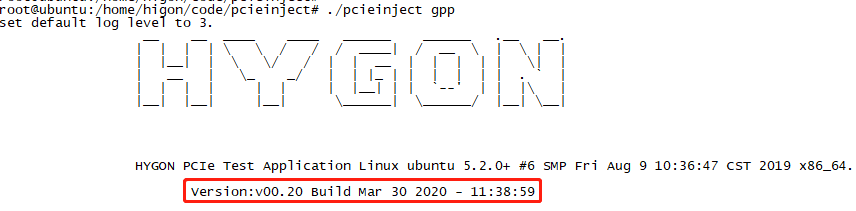 root@ubuntu:/home/higon/code/pcieinject# ./pcieinject gpp
set default log level to 3.
HYGON
HYGON PCIe Test Application Linux ubuntu 5.2.0+ #6 SMP Fri Aug 9 10:36:47 CST 2019 x86_64.
Version:v00.20 Build Mar 30 2020 - 11:38:59